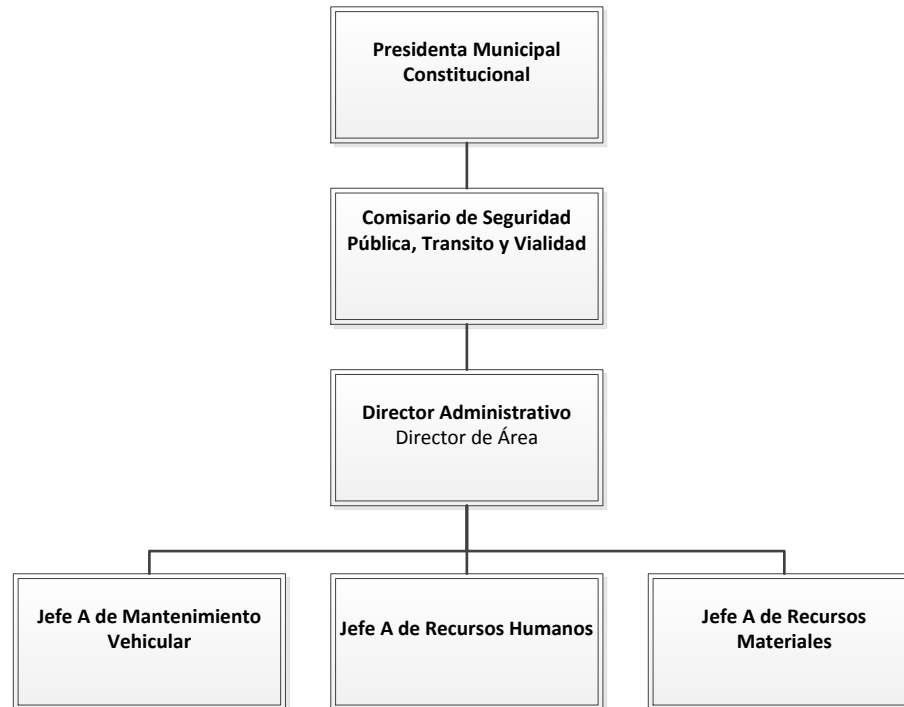 Presidenta Municipal
Constitucional
Comisario de Seguridad
Pública, Transito y Vialidad
Director Administrativo
Director de Área
Jefe A de Mantenimiento
Vehicular
Jefe A de Recursos Humanos
Jefe A de Recursos
Materiales